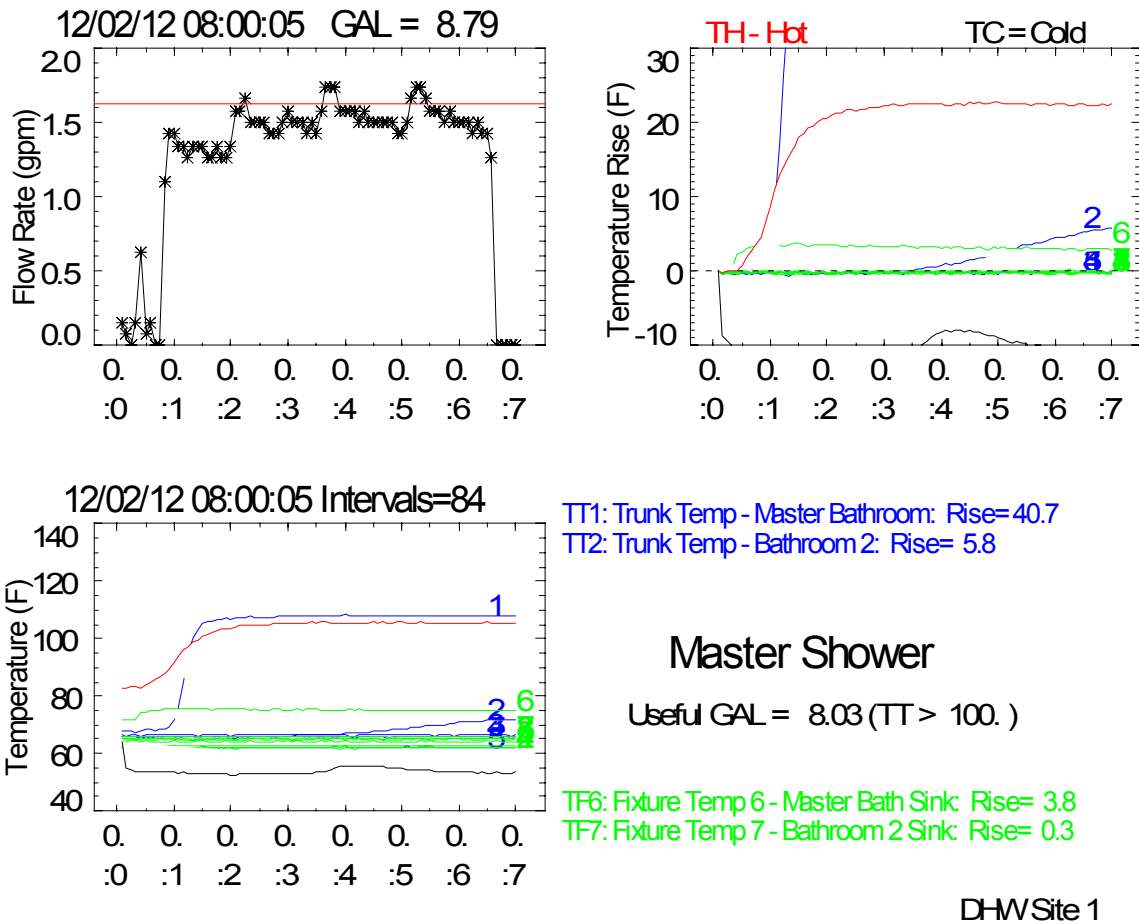 12/02/12 08:00:05 GAL = 8.79
Flow Rate (gpm)
2.0
1.5
1.0
0.5
0.0
0. 0. 0. 0. 0. 0. 0. 0.
:0 :1 :2 :3 :4 :5 :6 :7
TH - Hot TC = Cold
Temperature Rise (F)
30
20
10
0
-10
2
6
0. 0. 0. 0. 0. 0. 0. 0.
:0 :1 :2 :3 :4 :5 :6 :7
12/02/12 08:00:05 Intervals=84
Temperature (F)
140
120
100
80
60
40
1
6
2
0. 0. 0. 0. 0. 0. 0. 0.
:0 :1 :2 :3 :4 :5 :6 :7
TT1: Trunk Temp - Master Bathroom: Rise= 40.7
TT2: Trunk Temp - Bathroom 2: Rise= 5.8
Master Shower
Useful GAL = 8.03 (TT > 100. )
TF6: Fixture Temp 6 - Master Bath Sink: Rise= 3.8
TF7: Fixture Temp 7 - Bathroom 2 Sink: Rise= 0.3
DHW Site 1